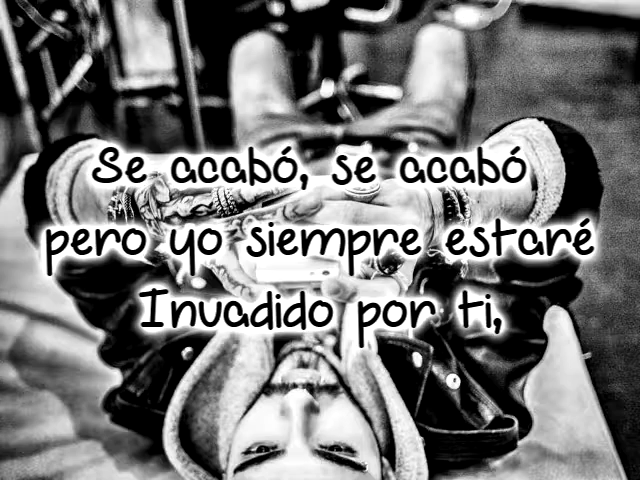 Se acabó, se acabó
pero yo siempre estaré
Invadido por ti,